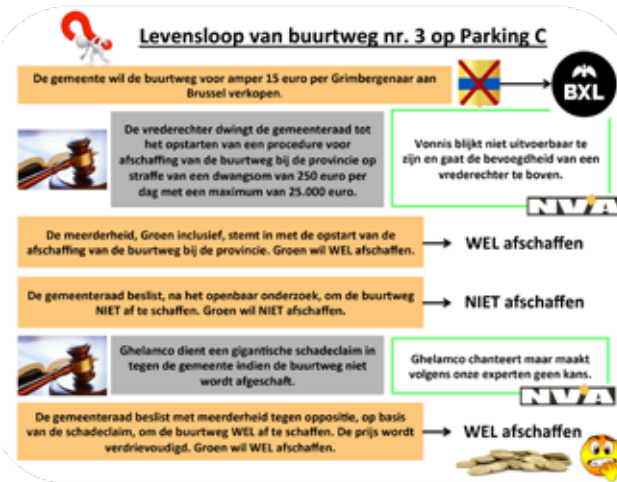 Levensloop van buurtweg nr. 3 op Parking C
De gemeente wil de buurtweg voor amper 15 euro per Grimbergenaar aan
Brussel verkopen.
BXL
De vrederechter dwingt de gemeenteraad tot
het opstarten van een procedure voor
afschaffing van de buurtweg bij de provincie op
straffe van een dwangsom van 250 euro per
dag met een maximum van 25.000 euro.
Vonnis blijkt niet uitvoerbaar te
zijn en gaat de bevoegdheid van een
vrederechter te boven.
N-VA
De meerderheid, Groen inclusief, stemt in met de opstart van de
afschaffing van de buurtweg bij de provincie. Groen wil WEL afschaffen.
WEL afschaffen
De gemeenteraad beslist, na het openbaar onderzoek, om de buurtweg
NIET af te schaffen. Groen wil NIET afschaffen.
NIET afschaffen
Ghelamco dient een gigantische schadeclaim in
tegen de gemeente indien de buurtweg niet
wordt afgeschaft.
Ghelamco chanteert maar maakt
volgens onze experten geen kans.
N-VA
De gemeenteraad beslist met meerderheid tegen oppositie, op basis
van de schadeclaim, om de buurtweg WEL af te schaffen. De prijs wordt
verdrievoudigd. Groen wil WEL afschaffen.
WEL afschaffen